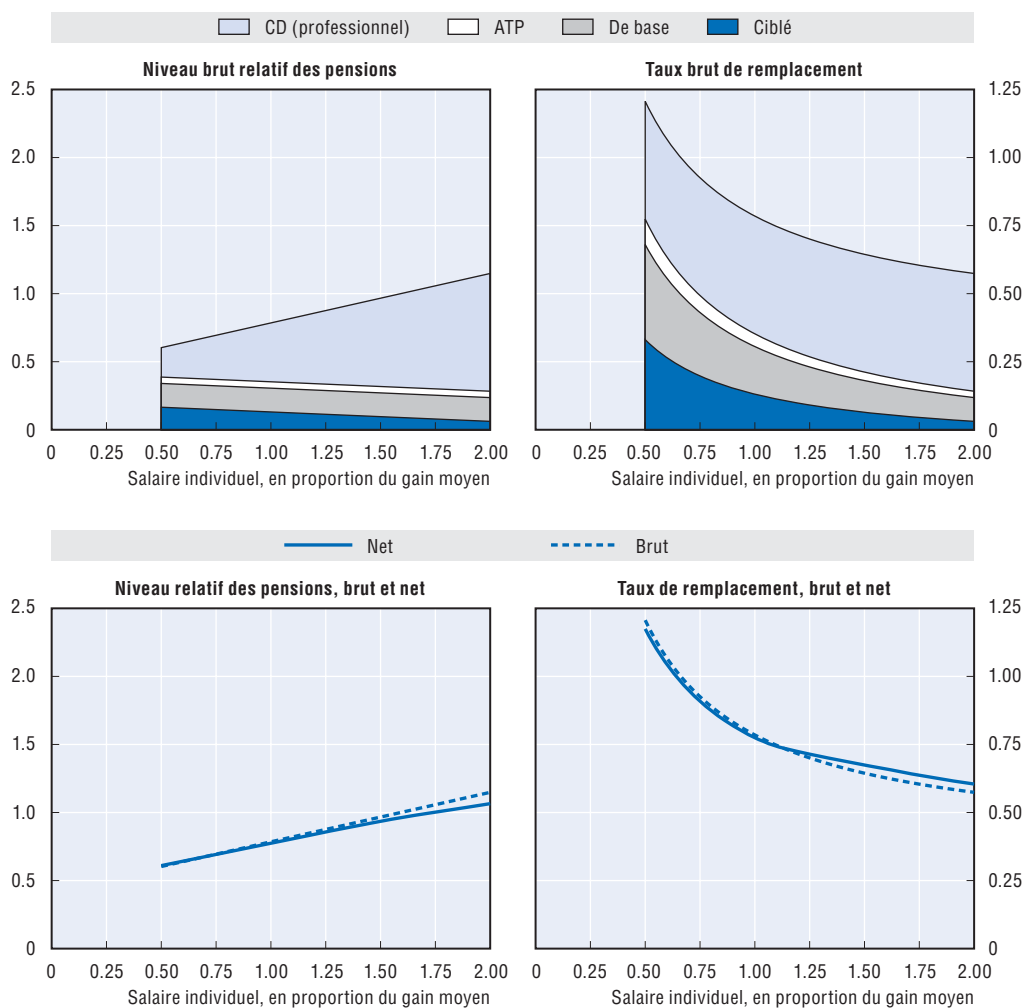 CD (professionnel) ATP De base Ciblé
Niveau brut relatif des pensions
2.5
2.0
1.5
1.0
0.5
0
0 0.25 0.50 0.75 1.00 1.25 1.50 1.75 2.00
Salaire individuel, en proportion du gain moyen
Taux brut de remplacement
1.25
1.00
0.75
0.50
0.25
0
0 0.25 0.50 0.75 1.00 1.25 1.50 1.75 2.00
Salaire individuel, en proportion du gain moyen
Net Brut
Niveau relatif des pensions, brut et net
2.5
2.0
1.5
1.0
0.5
0
0 0.25 0.50 0.75 1.00 1.25 1.50 1.75 2.00
Salaire individuel, en proportion du gain moyen
Taux de remplacement, brut et net
1.25
1.00
0.75
0.50
0.25
0
0 0.25 0.50 0.75 1.00 1.25 1.50 1.75 2.00
Salaire individuel, en proportion du gain moyen